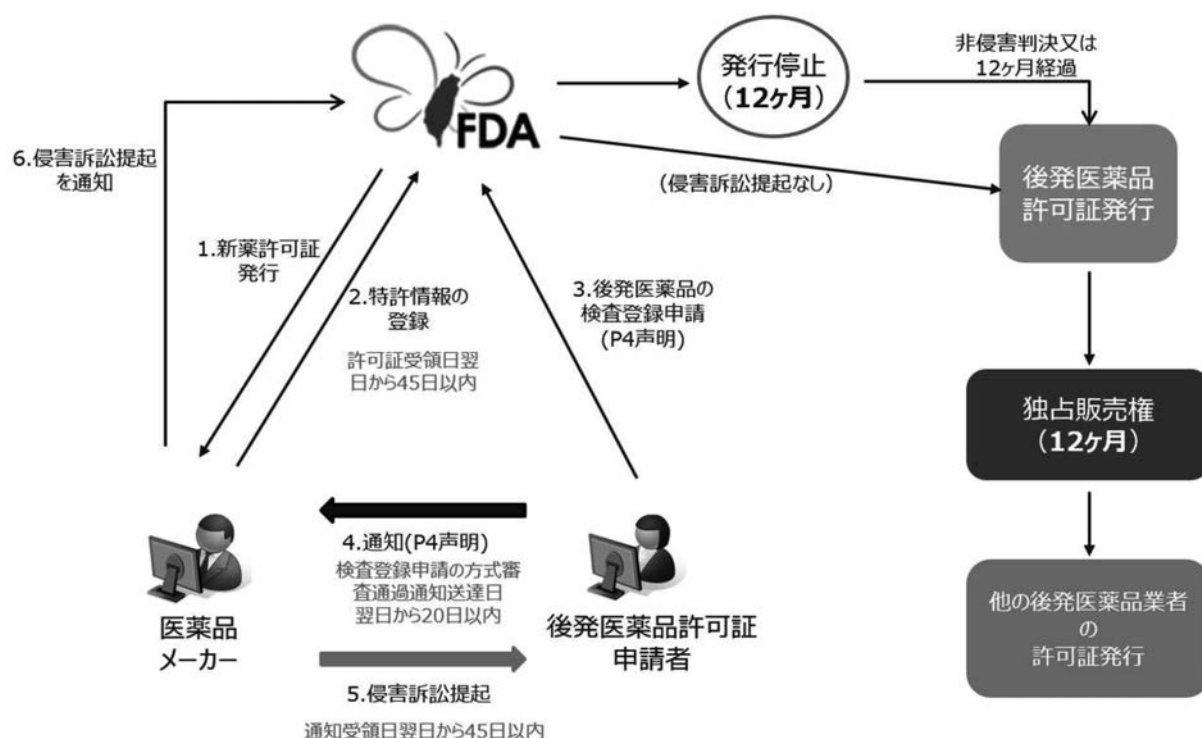 FDA
発行停止
(12ヶ月)
非侵害判決又は
12ヶ月経過
6.侵害訴訟提起
を通知
(侵害訴訟提起なし)
後発医薬品
許可証発行
1.新薬許可証
発行
2.特許情報の
登録
許可証受領日翌
日から45日以内
3.後発医薬品の
検査登録申請
(P4声明)
独占販売権
(12ヶ月)
4.通知(P4声明)
検査登録申請の方式審
査通過通知送達日
翌日から20日以内
医薬品
メーカー
後発医薬品許可証
申請者
他の後発医薬品業者
の
許可証発行
5.侵害訴訟提起
通知受領日翌日から45日以内